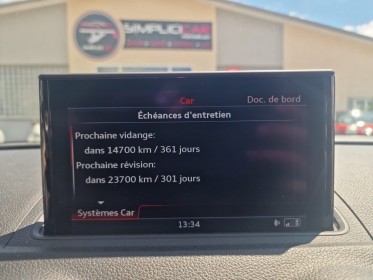 SIMPLICICAR
Car
Doc. de bord
Échéances d'entretien
Prochaine vidange:
dans 14700 km / 361 jours
Prochaine révision:
dans 23700 km / 301 jours
Systèmes Car
13:34